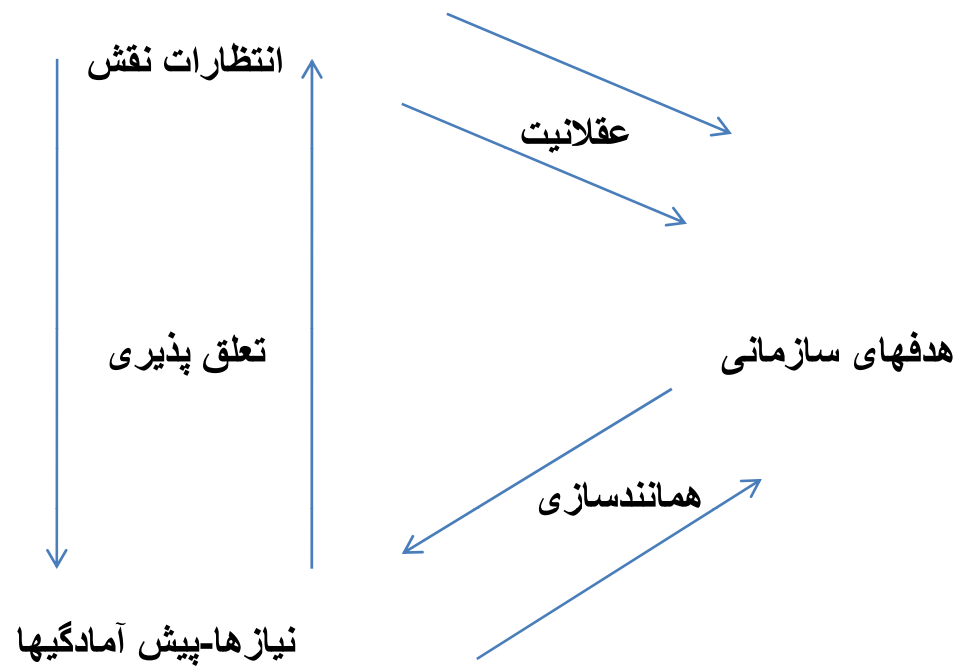 انتظارات نقش
عقلانیت
تعلق پذیری
هدفهای سازمانی
همانندسازی
نیازها-پیش آمادگیها